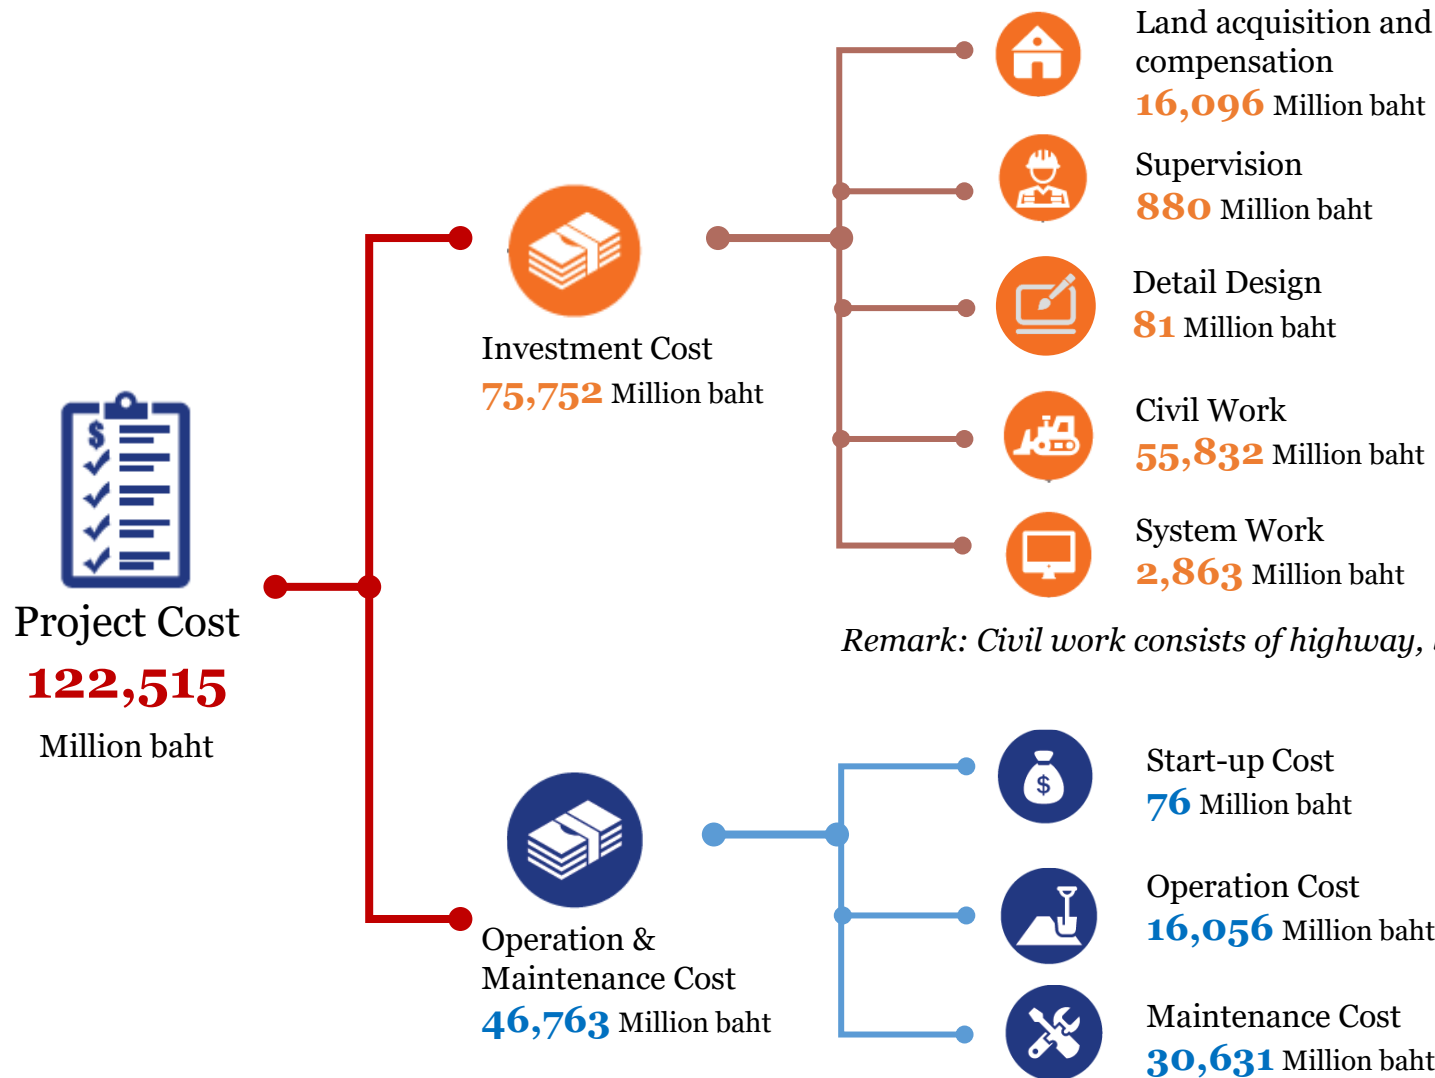 Project Cost
122,515
Million baht
Investment Cost
75,752 Million baht
Land acquisition and
compensation
16,096 Million baht
Supervision
880 Million baht
Detail Design
81 Million baht
Civil Work
55,832 Million baht
System Work
2,863 Million baht
Remark: Civil work consists of highway,
Operation &
Maintenance Cost
46,763 Million baht
Start-up Cost
76 Million baht
Operation Cost
16,056 Million baht
Maintenance Cost
30,631 Million baht